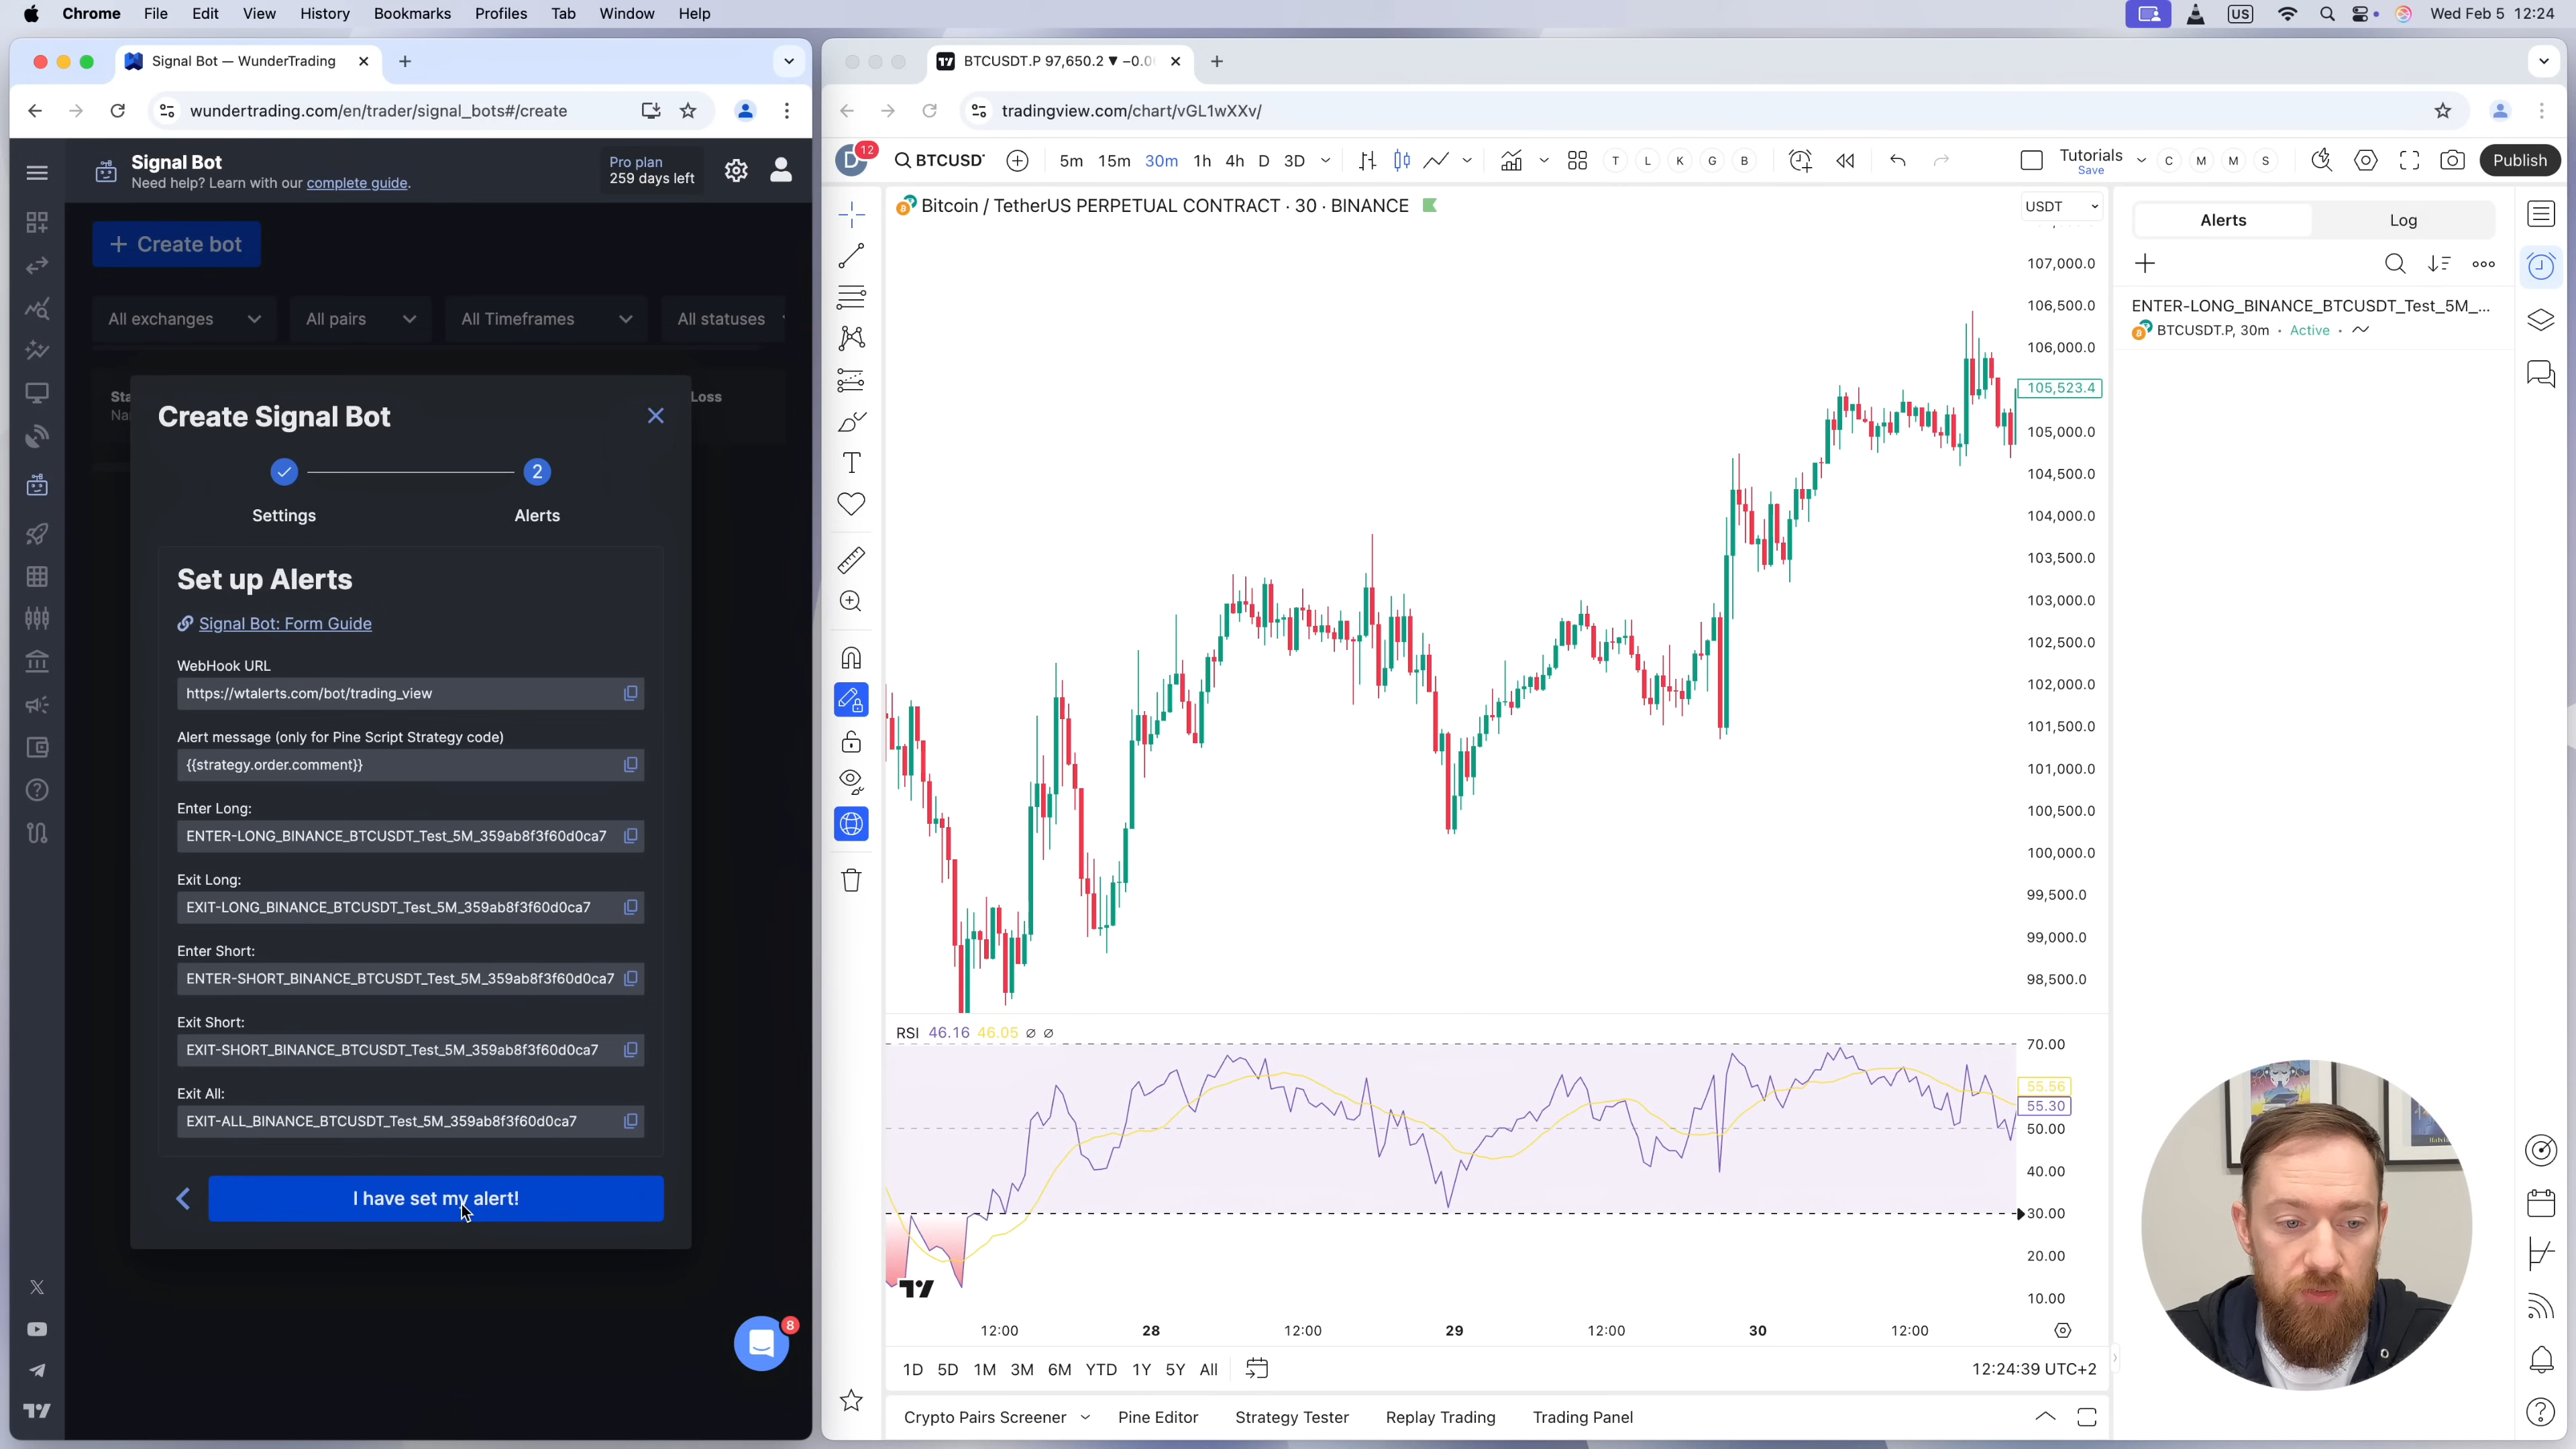 Chrome File Edit View History Bookmarks Profiles Tab Window Help
US
Wed Feb 5 12:24
Signal Bot — WunderTrading
wundertrading.com/en/trader/signal_bots#/create
Signal Bot
Need help? Learn with our complete guide.
Pro plan
259 days left
+ Create bot
All exchanges
All pairs
All Timeframes
All statuses
Loss
Create Signal Bot
2
Settings
Alerts
Set up Alerts
Signal Bot: Form Guide
WebHook URL
https://wtalerts.com/bot/trading_view
Alert message (only for Pine Script Strategy code)
{{strategy.order.comment}}
Enter Long:
ENTER-LONG_BINANCE_BTCUSDT_Test_5M_359ab8f3f60d0ca7
Exit Long:
EXIT-LONG_BINANCE_BTCUSDT_Test_5M_359ab8f3f60d0ca7
Enter Short:
ENTER-SHORT_BINANCE_BTCUSDT_Test_5M_359ab8f3f60d0ca7
Exit Short:
EXIT-SHORT_BINANCE_BTCUSDT_Test_5M_359ab8f3f60d0ca7
Exit All:
EXIT-ALL_BINANCE_BTCUSDT_Test_5M_359ab8f3f60d0ca7
I have set my alert!
8
BTCUSDT.P 97,650.2 ▼ −0.0
tradingview.com/chart/vGL1wXXv/
D
12
BTCUSD
5m 15m 30m 1h 4h D 3D
T L K G B
Tutorials
Save
C M M S
Publish
Bitcoin / TetherUS PERPETUAL CONTRACT · 30 · BINANCE
USDT
107,000.0
106,500.0
106,000.0
105,523.4
105,000.0
104,500.0
104,000.0
103,500.0
103,000.0
102,500.0
102,000.0
101,500.0
101,000.0
100,500.0
100,000.0
99,500.0
99,000.0
98,500.0
RSI 46.16 46.05 ∅ ∅
70.00
55.56
55.30
50.00
40.00
30.00
20.00
10.00
12:00 28 12:00 29 12:00 30 12:00
1D 5D 1M 3M 6M YTD 1Y 5Y All
12:24:39 UTC+2
Crypto Pairs Screener
Pine Editor
Strategy Tester
Replay Trading
Trading Panel
Alerts
Log
ENTER-LONG_BINANCE_BTCUSDT_Test_5M_...
BTCUSDT.P, 30m · Active ·